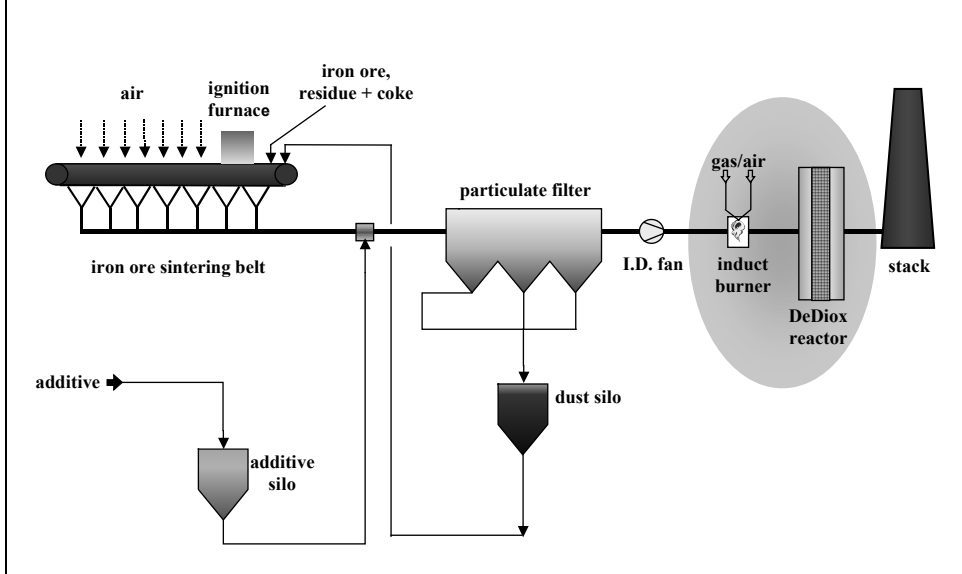 iron ore,
residue + coke
ignition
furnace
air
gas/air
particulate filter
iron ore sintering belt
I.D. fan
induct
burner
stack
DeDiox
reactor
additive
dust silo
additive
silo